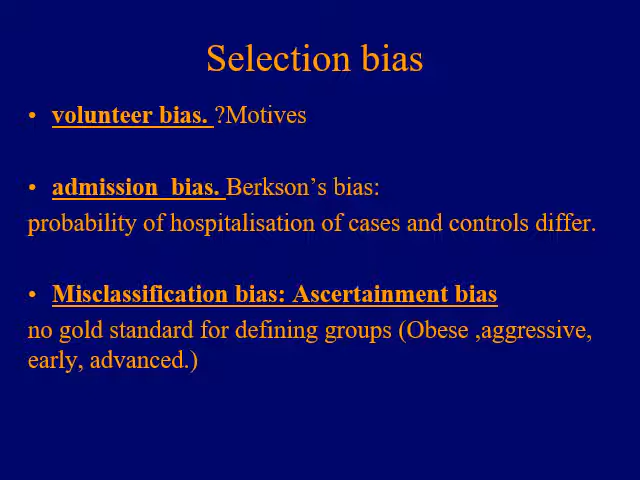 Selection bias
• volunteer bias. ?Motives
• admission  bias. Berkson’s bias:
probability of hospitalisation of cases and controls differ.
• Misclassification bias: Ascertainment bias
no gold standard for defining groups (Obese ,aggressive,
early, advanced.)